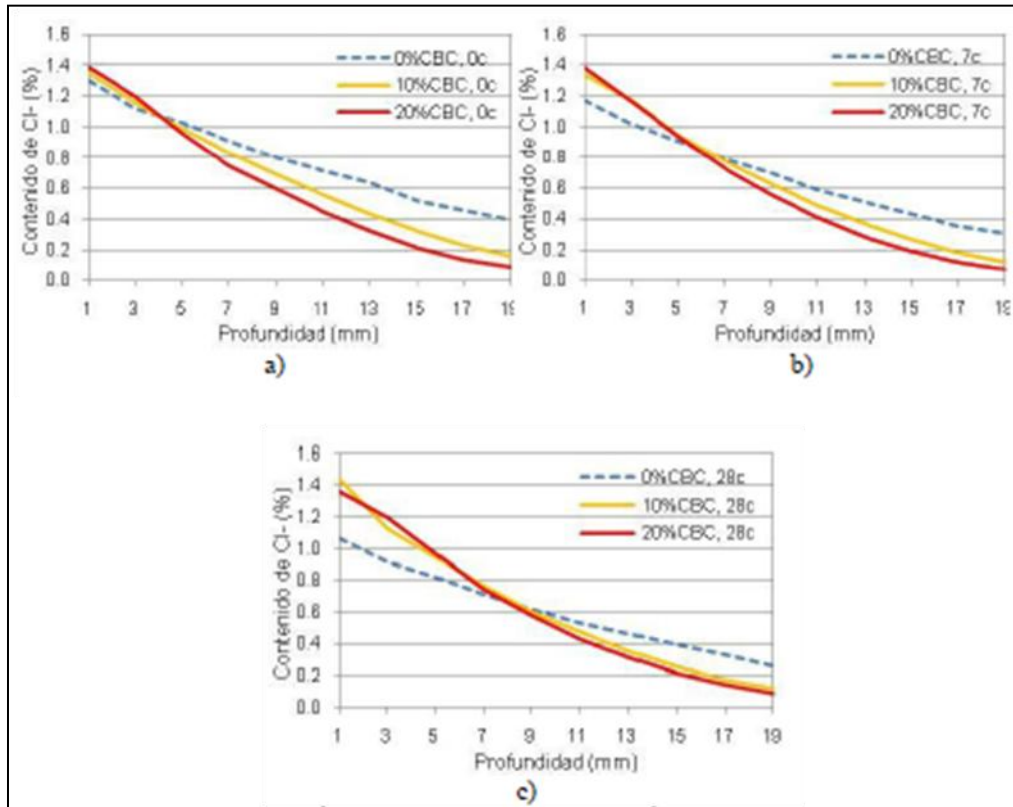 Contenido de Cl- (%)
1.6
1.4
1.2
1.0
0.8
0.6
0.4
0.2
0.0
0%CBC, 0c
10%CBC, 0c
20%CBC, 0c
1 3 5 7 9 11 13 15 17 19
Profundidad (mm)
a)
Contenido de Cl- (%)
1.6
1.4
1.2
1.0
0.8
0.6
0.4
0.2
0.0
0%CBC, 7c
10%CBC, 7c
20%CBC, 7c
1 3 5 7 9 11 13 15 17 19
Profundidad (mm)
b)
Contenido de Cl- (%)
1.6
1.4
1.2
1.0
0.8
0.6
0.4
0.2
0.0
0%CBC, 28c
10%CBC, 28c
20%CBC, 28c
1 3 5 7 9 11 13 15 17 19
Profundidad (mm)
c)